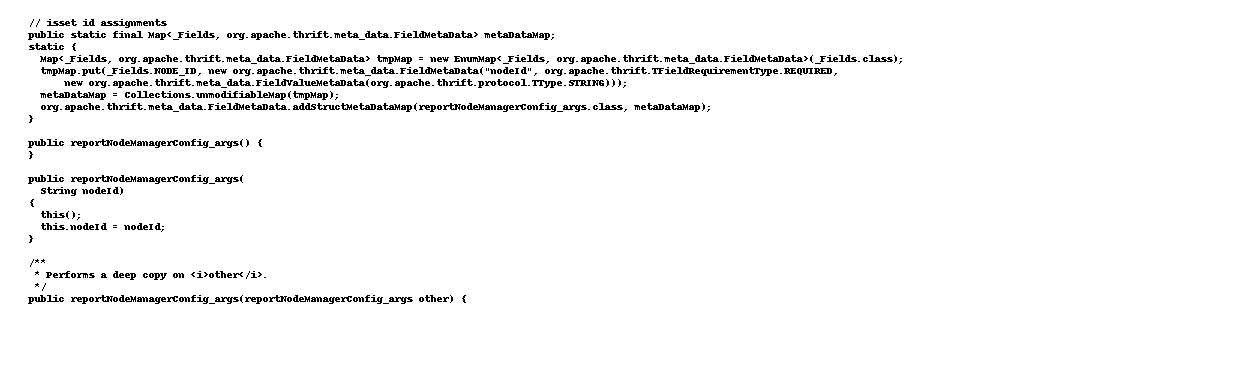 // isset id assignments
public static final Map<_Fields, org.apache.thrift.meta_data.FieldMetaData> metaDataMap;
static {
  Map<_Fields, org.apache.thrift.meta_data.FieldMetaData> tmpMap = new EnumMap<_Fields, org.apache.thrift.meta_data.FieldMetaData>(_Fields.class);
  tmpMap.put(_Fields.NODE_ID, new org.apache.thrift.meta_data.FieldMetaData("nodeId", org.apache.thrift.TFieldRequirementType.REQUIRED,
      new org.apache.thrift.meta_data.FieldValueMetaData(org.apache.thrift.protocol.TType.STRING)));
  metaDataMap = Collections.unmodifiableMap(tmpMap);
  org.apache.thrift.meta_data.FieldMetaData.addStructMetaDataMap(reportNodeManagerConfig_args.class, metaDataMap);
}

public reportNodeManagerConfig_args() {
}

public reportNodeManagerConfig_args(
  String nodeId)
{
  this();
  this.nodeId = nodeId;
}

/**
 * Performs a deep copy on <i>other</i>.
 */
public reportNodeManagerConfig_args(reportNodeManagerConfig_args other) {